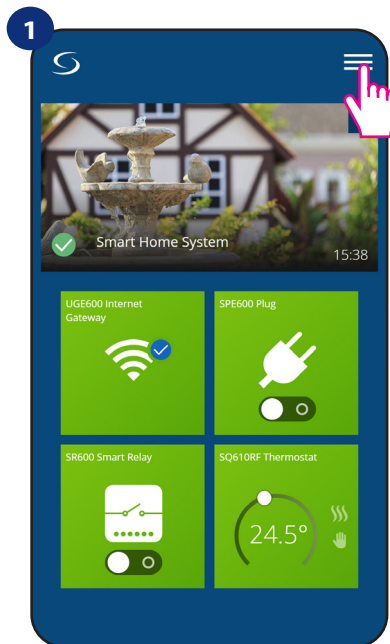 1
Smart Home System
15:38
UGE600 Internet
Gateway
SPE600 Plug
SR600 Smart Relay
SQ610RF Thermostat
24.5°